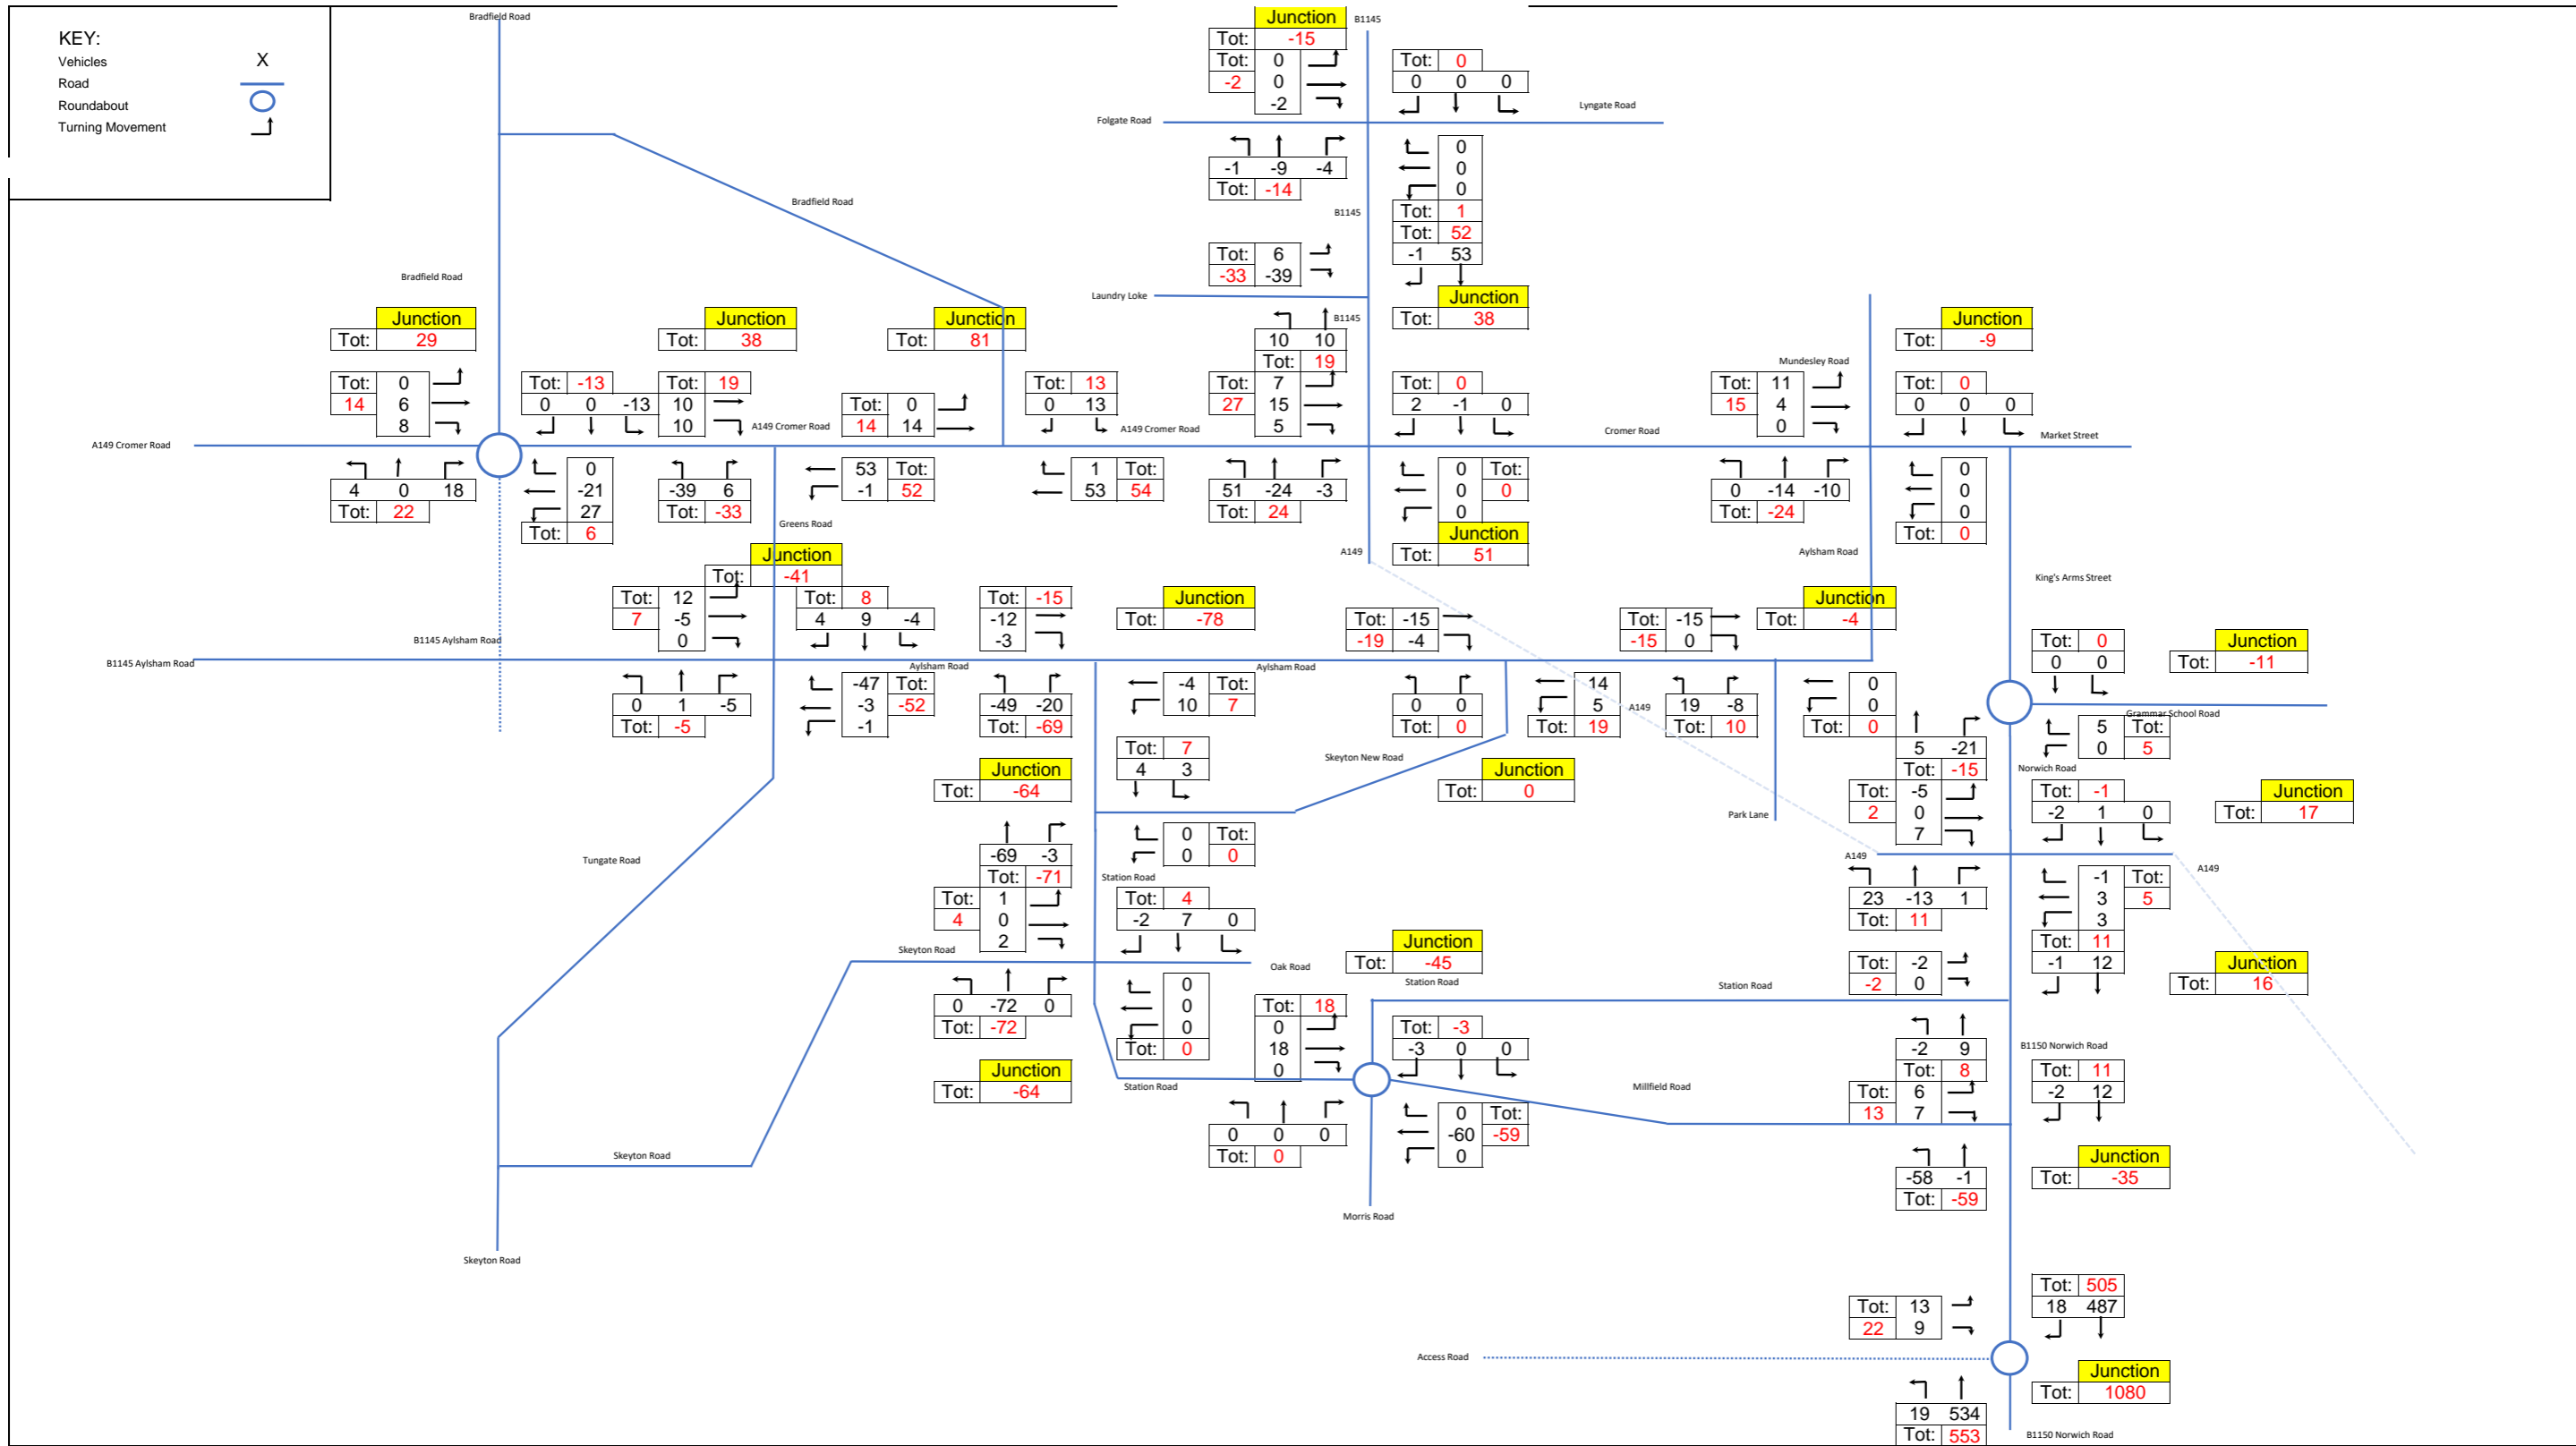 KEY:
Vehicles X
Road
Roundabout
Turning Movement
Bradfield Road
Junction
B1145
Tot: -15
Tot: 0
-2 0
-2
Tot: 0
0 0 0
Folgate Road
Lyngate Road
-1 -9 -4
Tot: -14
0
0
0
Tot: 1
Bradfield Road
B1145
Tot: 52
-1 53
Tot: 6
-33 -39
Bradfield Road
Laundry Loke
Junction
Tot: 38
B1145
10 10
Tot: 19
Junction
Tot: 29
Junction
Tot: 38
Junction
Tot: 81
Junction
Tot: -9
Mundesley Road
Tot: 0
14 6
8
Tot: -13
0 0 -13
Tot: 19
10
10
Tot: 0
14 14
Tot: 13
0 13
Tot: 7
27 15
5
Tot: 0
2 -1 0
Tot: 11
15 4
0
Tot: 0
0 0 0
A149 Cromer Road
A149 Cromer Road
A149 Cromer Road
Cromer Road
Market Street
4 0 18
Tot: 22
0
-21
27
Tot: 6
-39 6
Tot: -33
53 Tot:
-1 52
1 Tot:
53 54
51 -24 -3
Tot: 24
0 Tot:
0 0
0
Junction
Tot: 51
0 -14 -10
Tot: -24
0
0
0
Tot: 0
Greens Road
A149
Aylsham Road
King's Arms Street
Junction
Tot: -41
Tot: 12
7 -5
0
Tot: 8
4 9 -4
Tot: -15
-12
-3
Junction
Tot: -78
Tot: -15
-19 -4
Tot: -15
-15 0
Junction
Tot: -4
B1145 Aylsham Road
B1145 Aylsham Road
Aylsham Road
Aylsham Road
Tot: 0
0 0
Junction
Tot: -11
0 1 -5
Tot: -5
-47 Tot:
-3 -52
-1
-49 -20
Tot: -69
-4 Tot:
10 7
0 0
Tot: 0
14
5
Tot: 19
A149
19 -8
Tot: 10
0
0
Tot: 0
Grammar School Road
5 Tot:
0 5
5 -21
Tot: -15
Tot: 7
4 3
Skeyton New Road
Norwich Road
Junction
Tot: -64
Junction
Tot: 0
Tot: -5
2 0
7
Tot: -1
-2 1 0
Junction
Tot: 17
Park Lane
-69 -3
Tot: -71
0 Tot:
0 0
Tungate Road
A149
A149
Station Road
Tot: 1
4 0
2
Tot: 4
-2 7 0
23 -13 1
Tot: 11
-1 Tot:
3 5
3
Tot: 11
-1 12
Skeyton Road
Oak Road
Junction
Tot: -45
Station Road
Station Road
Tot: -2
-2 0
Junction
Tot: 16
0 -72 0
Tot: -72
0
0
0
Tot: 0
Tot: 18
0
18
0
Tot: -3
-3 0 0
-2 9
Tot: 8
B1150 Norwich Road
Junction
Tot: -64
Station Road
Millfield Road
Tot: 6
13 7
Tot: 11
-2 12
0 0 0
Tot: 0
0 Tot:
-60 -59
0
Skeyton Road
-58 -1
Tot: -59
Junction
Tot: -35
Morris Road
Skeyton Road
Tot: 505
18 487
Tot: 13
22 9
Access Road
Junction
Tot: 1080
19 534
Tot: 553
B1150 Norwich Road